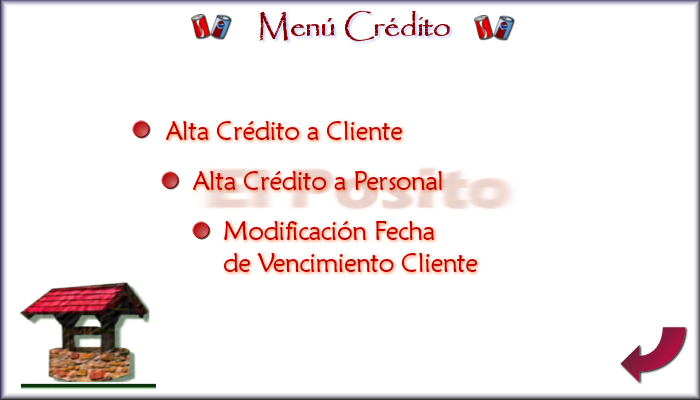 Menú Crédito
Alta Crédito a Cliente
Alta Crédito a Personal
El Posito
Modificación Fecha
de Vencimiento Cliente